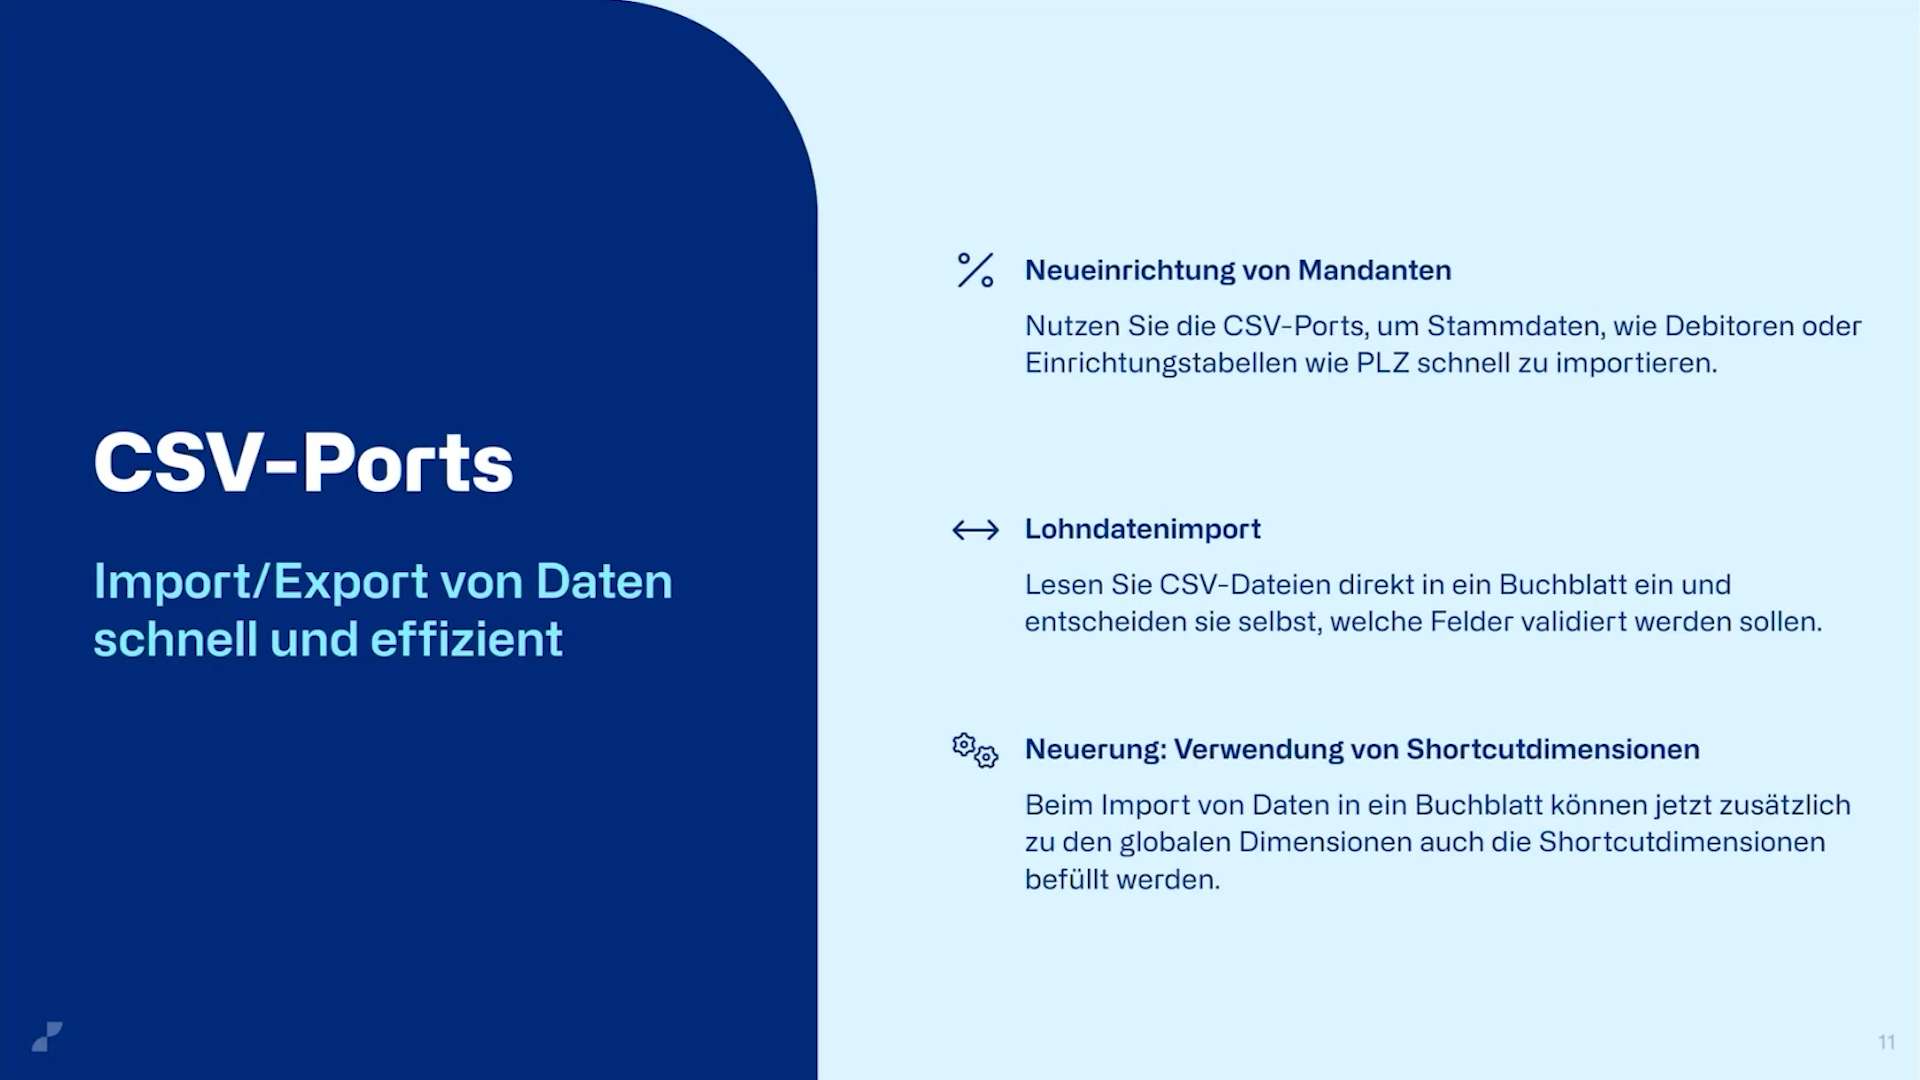 CSV-Ports
Import/Export von Daten
schnell und effizient
Neueinrichtung von Mandanten
Nutzen Sie die CSV-Ports, um Stammdaten, wie Debitoren oder
Einrichtungstabellen wie PLZ schnell zu importieren.
Lohndatenimport
Lesen Sie CSV-Dateien direkt in ein Buchblatt ein und
entscheiden sie selbst, welche Felder validiert werden sollen.
Neuerung: Verwendung von Shortcutdimensionen
Beim Import von Daten in ein Buchblatt können jetzt zusätzlich
zu den globalen Dimensionen auch die Shortcutdimensionen
befüllt werden.
11